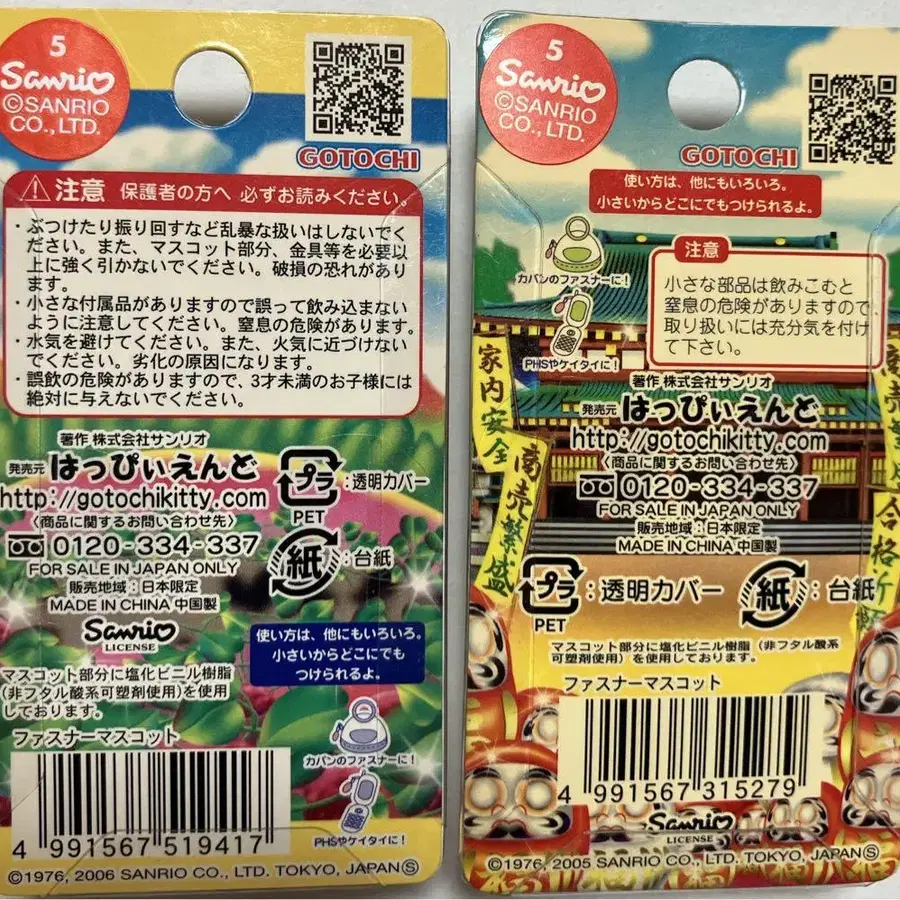 5
Sanrio
©SANRIO
CO., LTD.
GOTOCHI
⚠注意 保護者の方へ 必ずお読みください。
・ぶつけたり振り回すなど乱暴な扱いはしないでく
ださい。また、マスコット部分、金具等を必要以
上に強く引かないでください。破損の恐れがあり
ます。
・小さな付属品がありますので誤って飲み込まない
ように注意してください。窒息の危険があります。
・水気を避けてください。また、火気に近づけない
でください。劣化の原因になります。
・誤飲の危険がありますので、3才未満のお子様には
絶対に与えないでください。
著作 株式会社サンリオ
発売元 はっぴぃえんど
http://gotochikitty.com
〈商品に関するお問い合わせ先〉
0120-334-337
FOR SALE IN JAPAN ONLY
販売地域：日本限定
MADE IN CHINA 中国製
Sanrio
LICENSE
プラ：透明カバー
PET
紙：台紙
使い方は、他にもいろいろ。
小さいからどこにでも
つけられるよ。
マスコット部分に塩化ビニル樹脂
（非フタル酸系可塑剤使用）を使用
しております。
ファスナーマスコット
カバンのファスナーに！
PHSやケイタイに！
4 991567 519417
©1976, 2006 SANRIO CO., LTD. TOKYO, JAPANⓈ
5
Sanrio
©SANRIO
CO., LTD.
GOTOCHI
使い方は、他にもいろいろ。
小さいからどこにでもつけられるよ。
カバンのファスナーに！
PHSやケイタイに！
注意
小さな部品は飲みこむと
窒息の危険がありますので、
取り扱いには充分気を付け
て下さい。
家内安全
商売繁盛
合格祈願
著作 株式会社サンリオ
発売元 はっぴぃえんど
http://gotochikitty.com
〈商品に関するお問い合わせ先〉
0120-334-337
FOR SALE IN JAPAN ONLY
販売地域：日本限定
MADE IN CHINA 中国製
プラ：透明カバー
PET
紙：台紙
マスコット部分に塩化ビニル樹脂（非フタル酸系
可塑剤使用）を使用しております。
ファスナーマスコット
4 991567 315279
Sanrio
LICENSE
©1976, 2005 SANRIO CO., LTD. TOKYO, JAPANⓈ